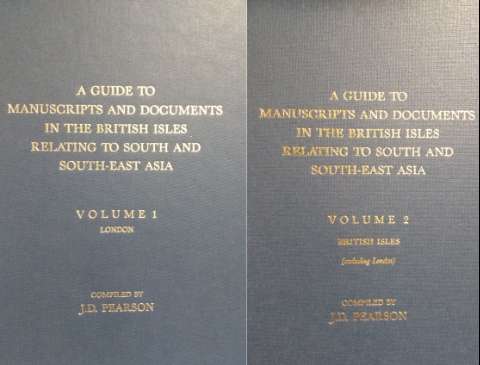 A GUIDE TO
MANUSCRIPTS AND DOCUMENTS
IN THE BRITISH ISLES
RELATING TO SOUTH AND
SOUTH-EAST ASIA
VOLUME 1
LONDON
COMPILED BY
J.D. PEARSON
A GUIDE TO
MANUSCRIPTS AND DOCUMENTS
IN THE BRITISH ISLES
RELATING TO SOUTH AND
SOUTH-EAST ASIA
VOLUME 2
BRITISH ISLES
(excluding London)
COMPILED BY
J.D. PEARSON